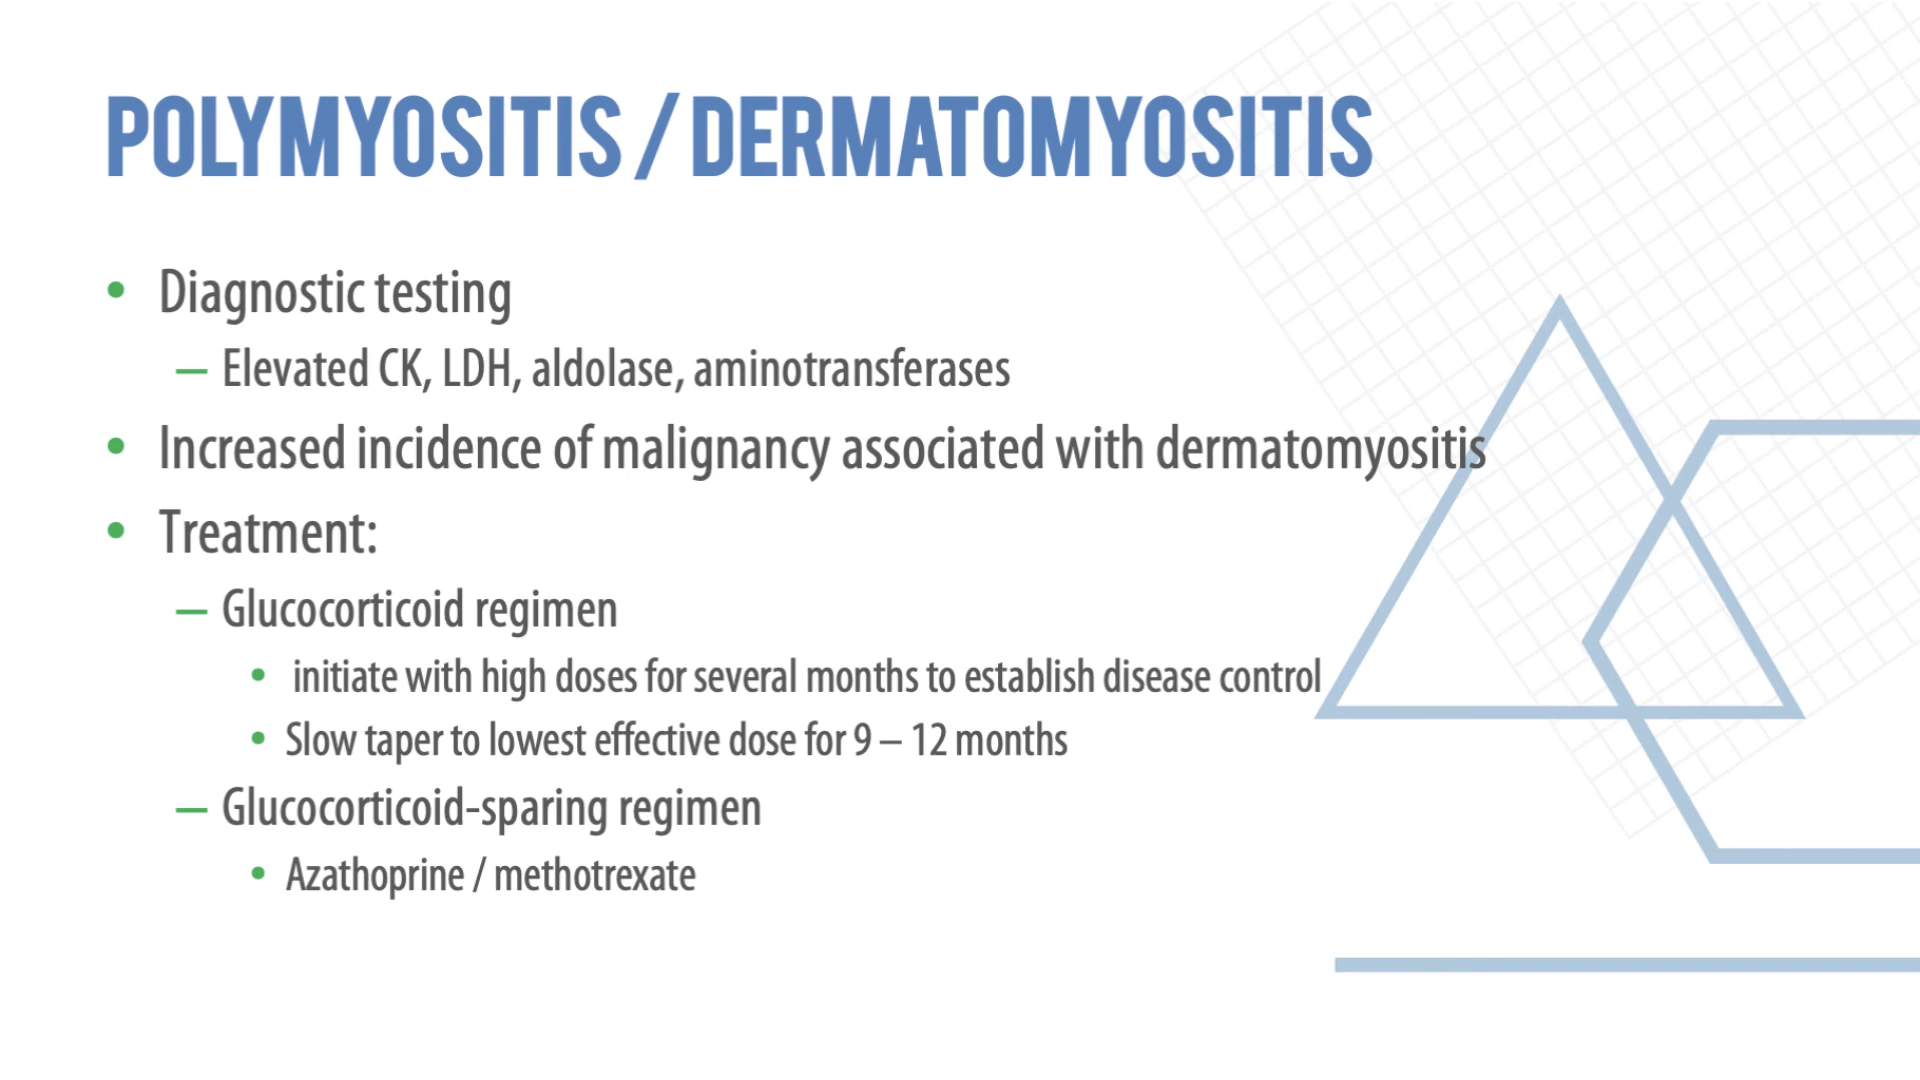 POLYMYOSITIS / DERMATOMYOSITIS
• Diagnostic testing
– Elevated CK, LDH, aldolase, aminotransferases
• Increased incidence of malignancy associated with dermatomyositis
• Treatment:
– Glucocorticoid regimen
• initiate with high doses for several months to establish disease control
• Slow taper to lowest effective dose for 9 – 12 months
– Glucocorticoid-sparing regimen
• Azathoprine / methotrexate